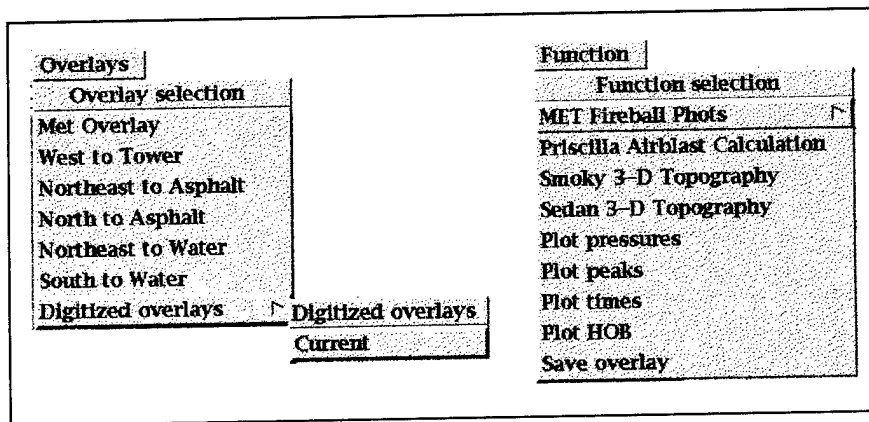 Overlays
Overlay selection
Met Overlay
West to Tower
Northeast to Asphalt
North to Asphalt
Northeast to Water
South to Water
Digitized overlays
Digitized overlays
Current
Function
Function selection
MET Fireball Phots
Priscilla Airblast Calculation
Smoky 3-D Topography
Sedan 3-D Topography
Plot pressures
Plot peaks
Plot times
Plot HOB
Save overlay